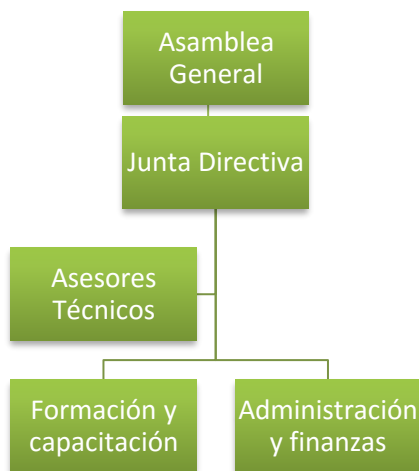 Asamblea
General
Junta Directiva
Asesores
Técnicos
Formación y
capacitación
Administración
y finanzas